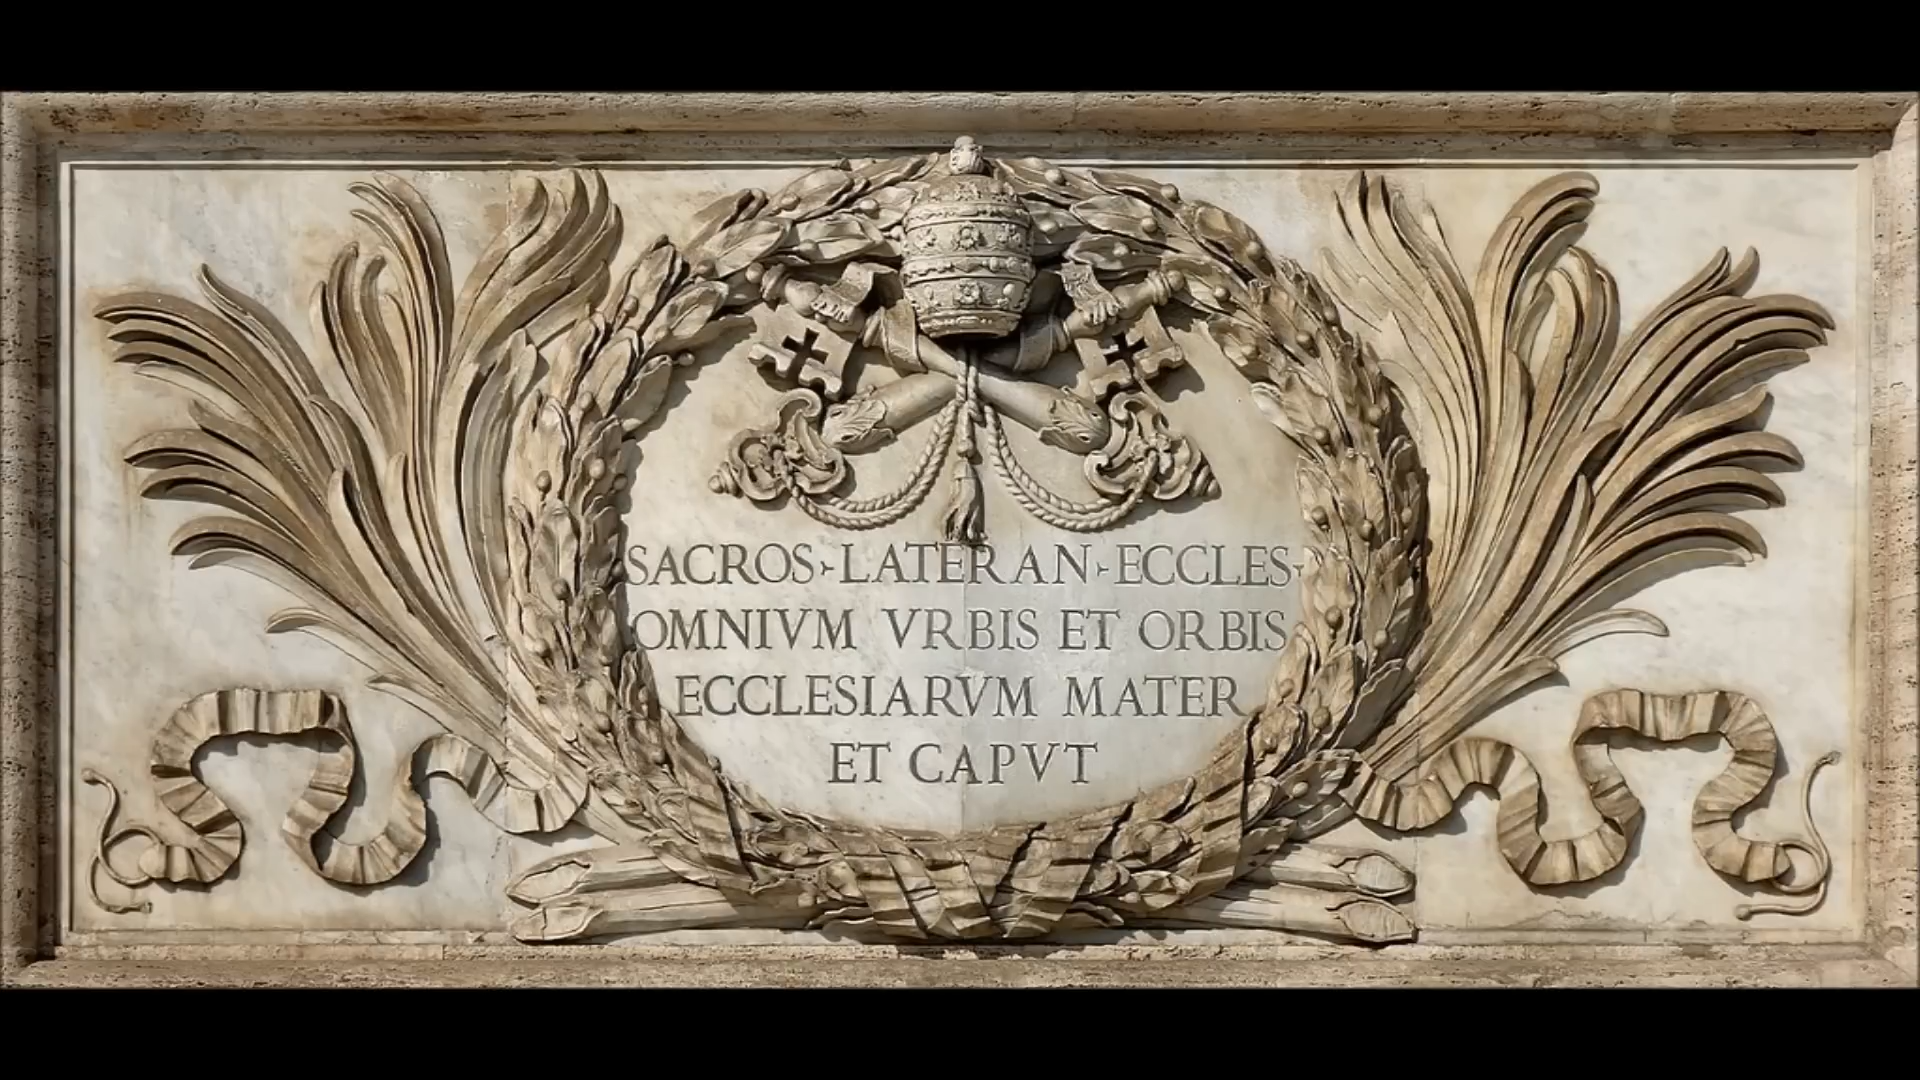 SACROS·LATERAN·ECCLES·
OMNIVM VRBIS ET ORBIS
ECCLESIARVM MATER
ET CAPVT